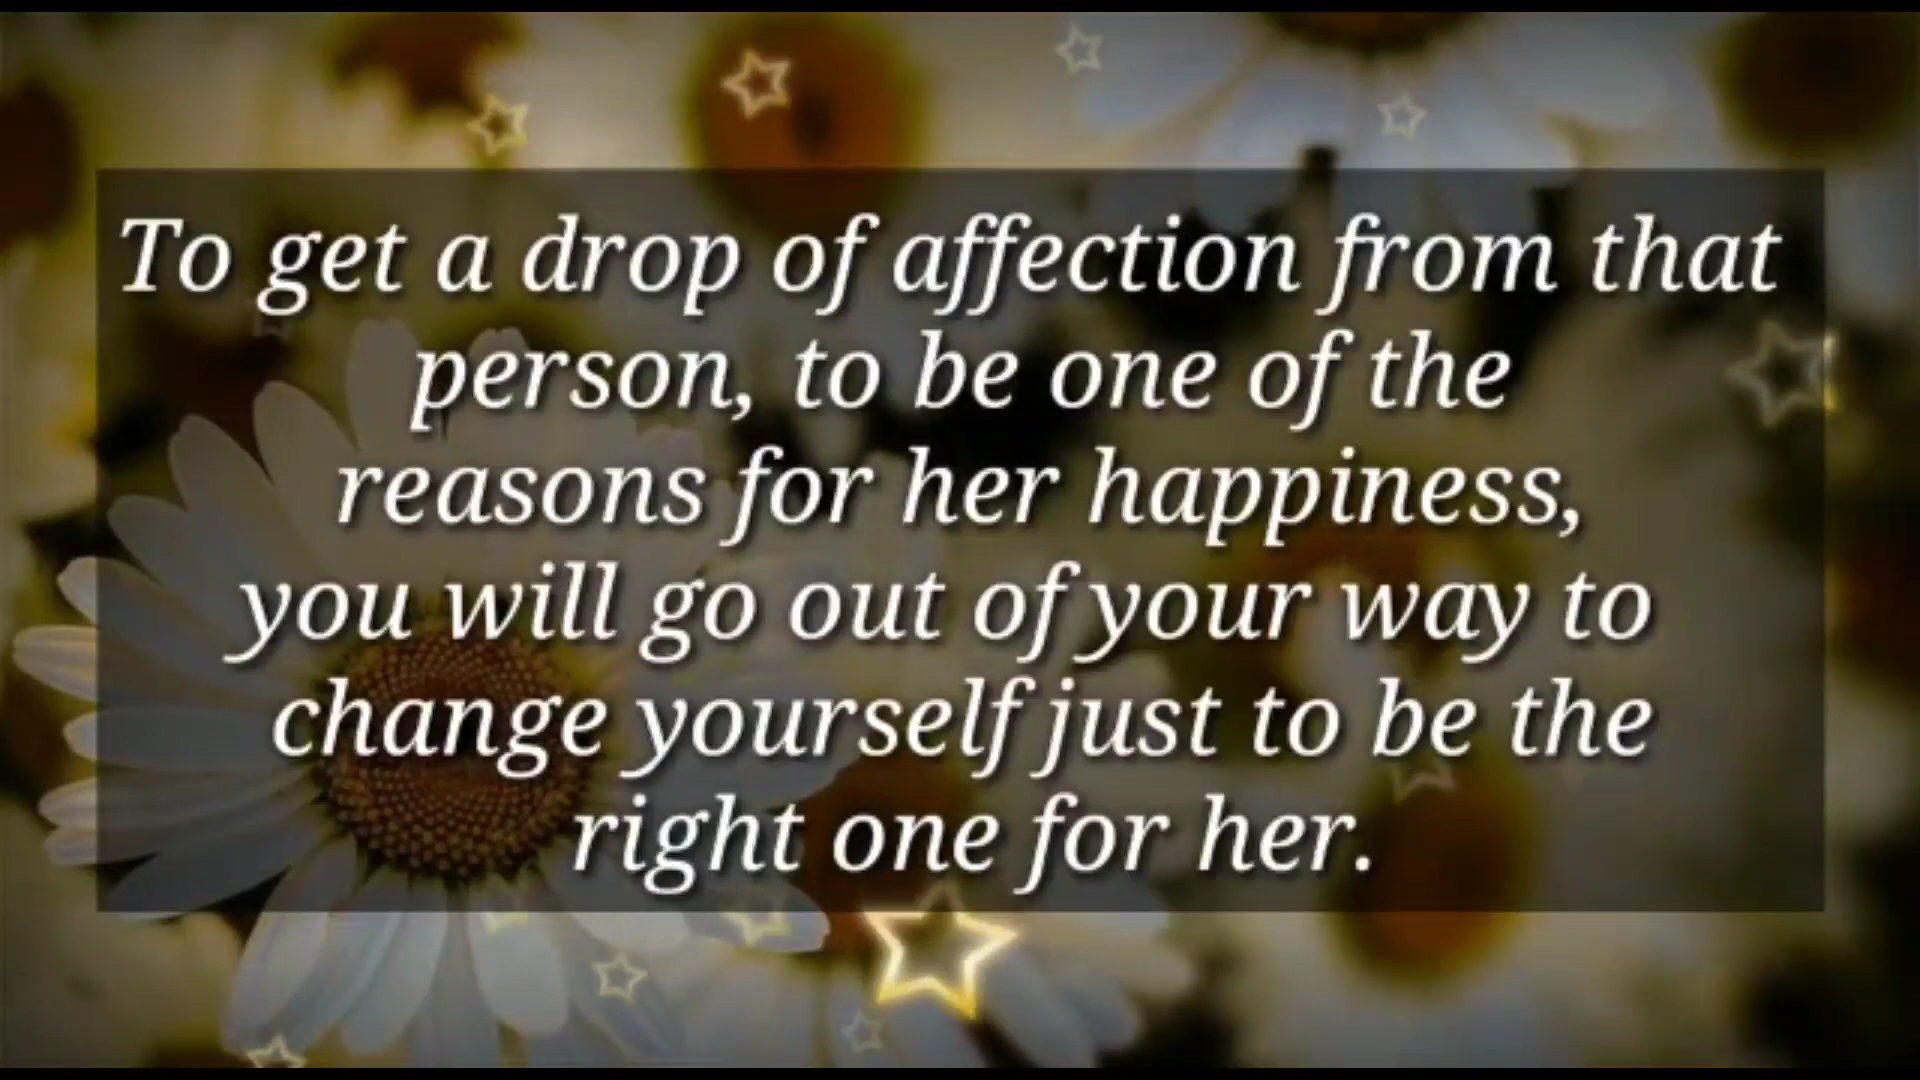 To get a drop of affection from that
person, to be one of the
reasons for her happiness,
you will go out of your way to
change yourself just to be the
right one for her.